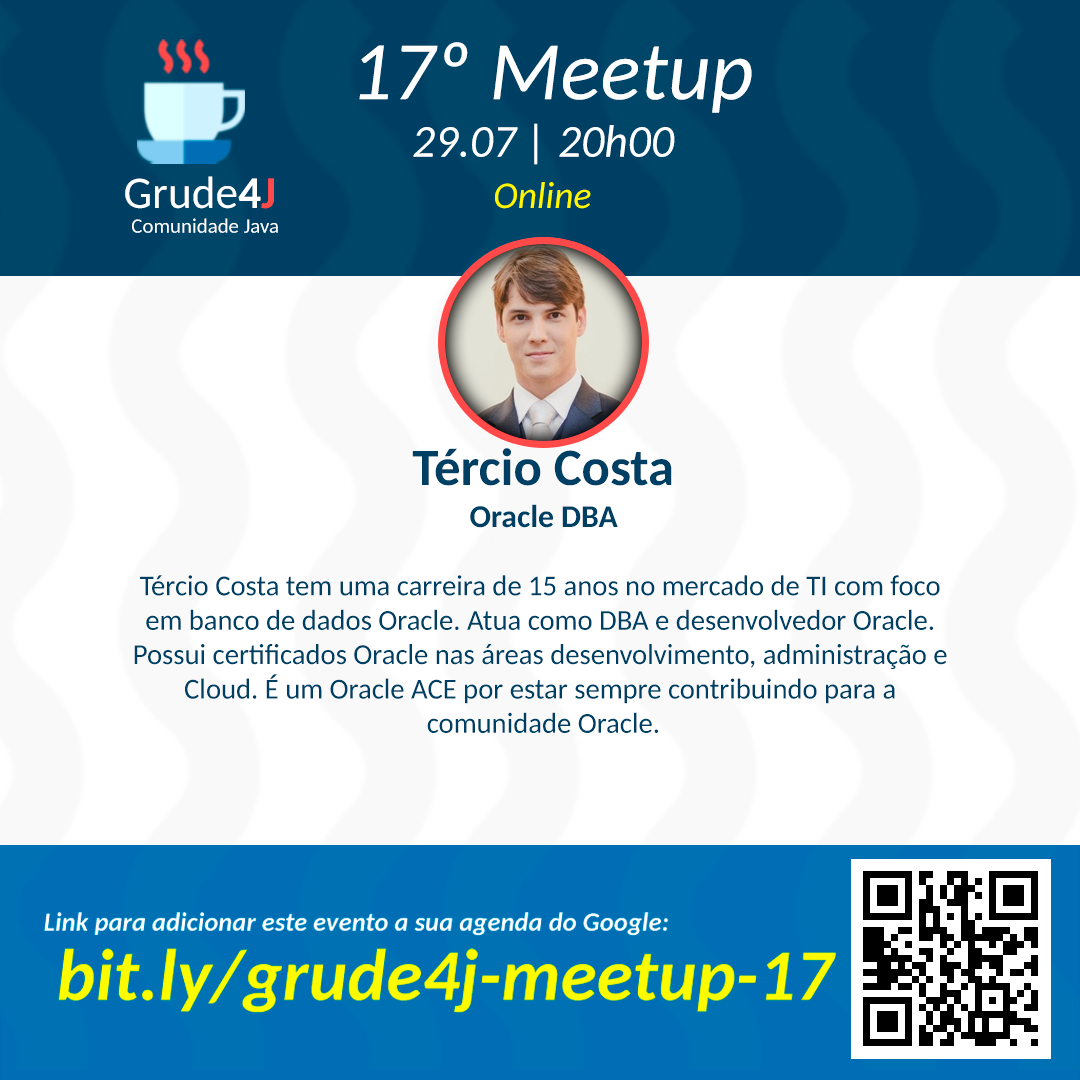 17º Meetup
29.07 | 20h00
Online
Grude4J
Comunidade Java
Tércio Costa
Oracle DBA
Tércio Costa tem uma carreira de 15 anos no mercado de TI com foco
em banco de dados Oracle. Atua como DBA e desenvolvedor Oracle.
Possui certificados Oracle nas áreas desenvolvimento, administração e
Cloud. É um Oracle ACE por estar sempre contribuindo para a
comunidade Oracle.
Link para adicionar este evento a sua agenda do Google:
bit.ly/grude4j-meetup-17